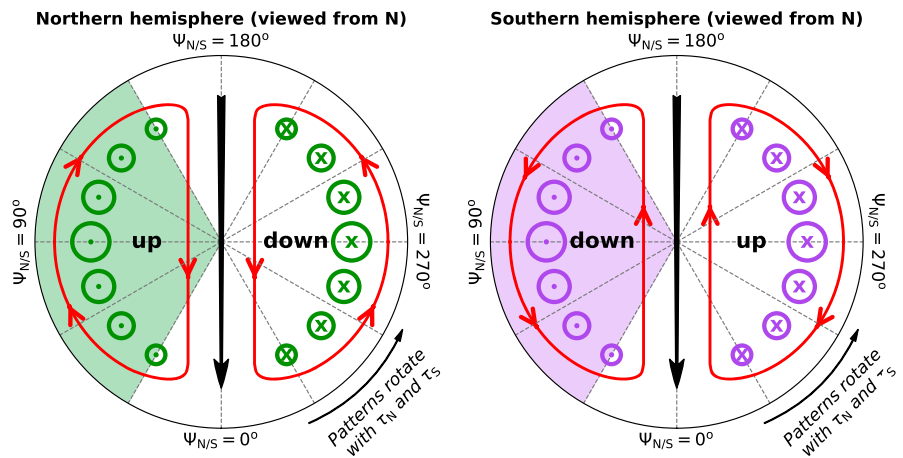 Northern hemisphere (viewed from N)
ΨN/S = 180°
ΨN/S = 90°
up
down
ΨN/S = 270°
ΨN/S = 0°
Patterns rotate
with τN and τS
Southern hemisphere (viewed from N)
ΨN/S = 180°
ΨN/S = 90°
down
up
ΨN/S = 270°
ΨN/S = 0°
Patterns rotate
with τN and τS